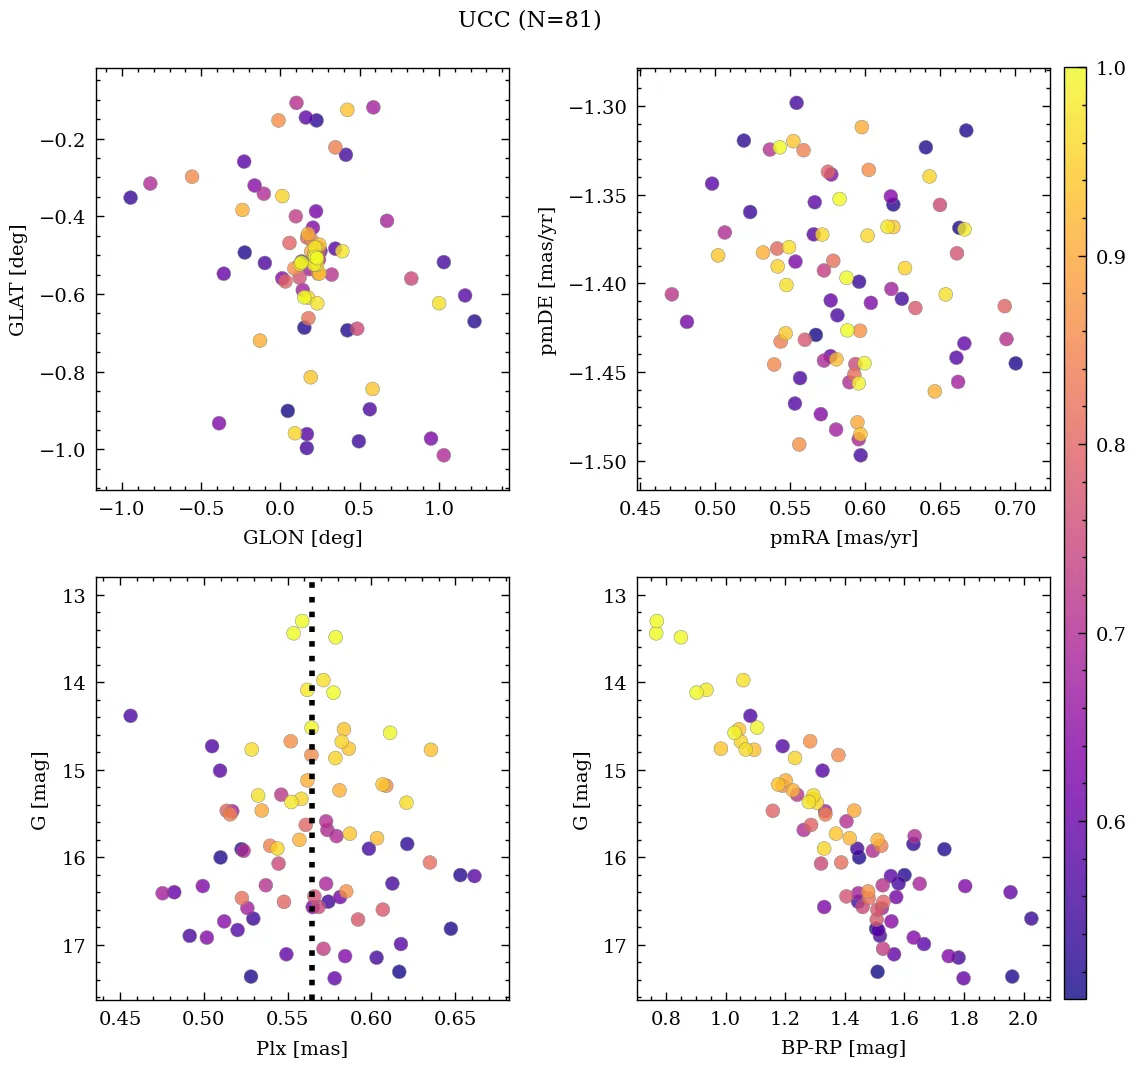 UCC (N=81)
−0.2
−0.4
−0.6
−0.8
−1.0
GLAT [deg]
−1.0 −0.5 0.0 0.5 1.0
GLON [deg]
−1.30
−1.35
−1.40
−1.45
−1.50
pmDE [mas/yr]
0.45 0.50 0.55 0.60 0.65 0.70
pmRA [mas/yr]
1.0
0.9
0.8
0.7
0.6
13
14
15
16
17
G [mag]
0.45 0.50 0.55 0.60 0.65
Plx [mas]
13
14
15
16
17
G [mag]
0.8 1.0 1.2 1.4 1.6 1.8 2.0
BP-RP [mag]